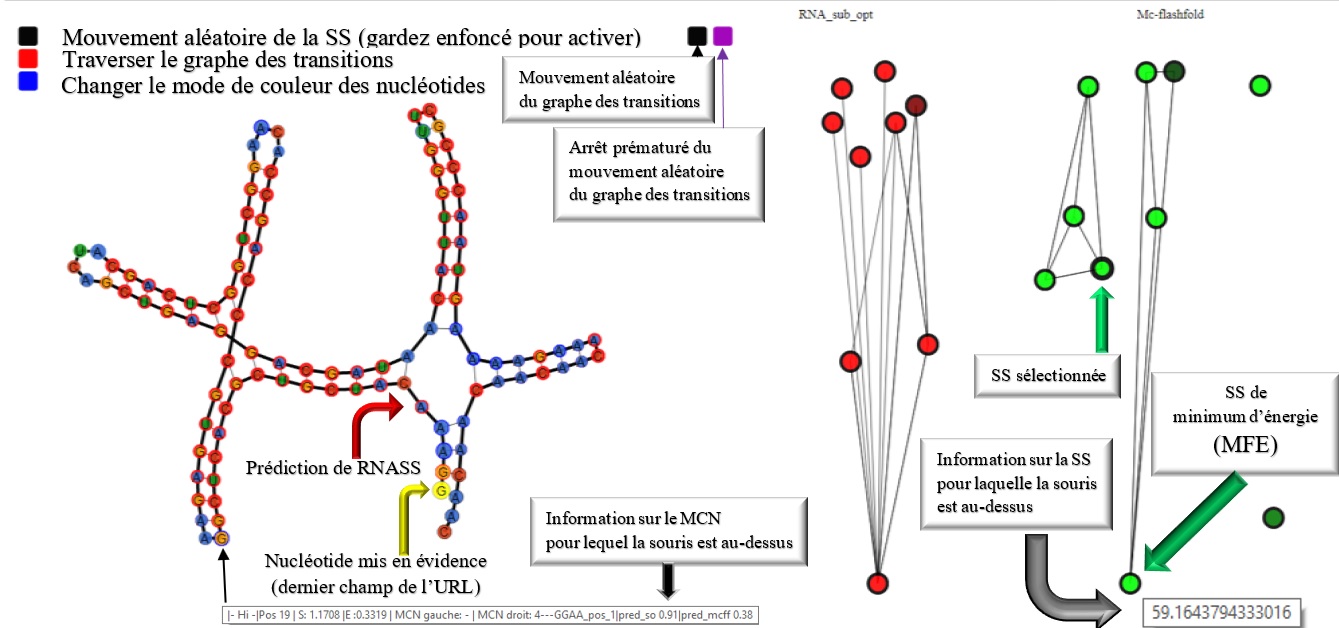 RNA_sub_opt
Mc-flashfold
Mouvement aléatoire de la SS (gardez enfoncé pour activer)
Traverser le graphe des transitions
Changer le mode de couleur des nucléotides
Mouvement aléatoire
du graphe des transitions
Arrêt prématuré du
mouvement aléatoire
du graphe des transitions
SS sélectionnée
SS de
minimum d'énergie
(MFE)
Prédiction de RNASS
Information sur la SS
pour laquelle la souris
est au-dessus
Information sur le MCN
pour lequel la souris est au-dessus
Nucléotide mis en évidence
(dernier champ de l'URL)
|- Hi -|Pos 19 | S: 1.1708 |E :0.3319 | MCN gauche: - | MCN droit: 4---GGAA_pos_1|pred_so 0.91|pred_mcff 0.38
59.1643794333016